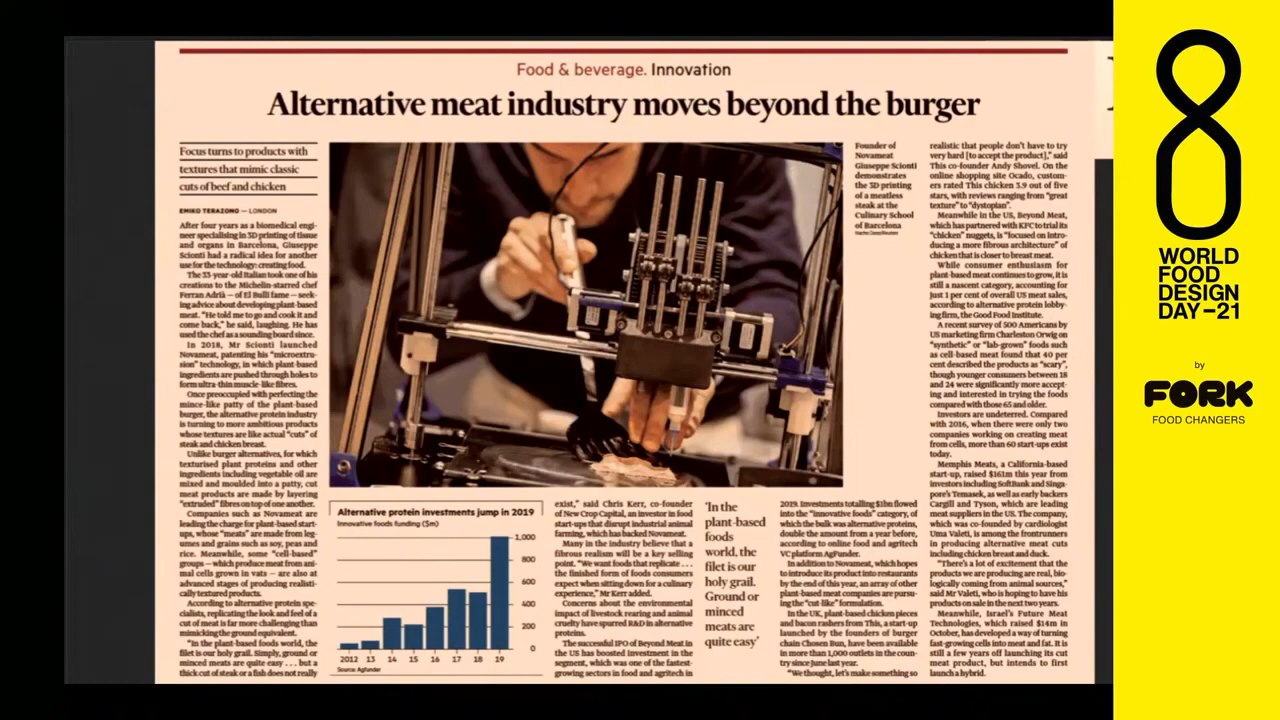 Food & beverage. Innovation
Alternative meat industry moves beyond the burger
Focus turns to products with
textures that mimic classic
cuts of beef and chicken
EMIKO TERAZONO — LONDON
After four years as a biomedical engi-
neer specialising in 3D printing of tissue
and organs in Barcelona, Giuseppe
Scionti had a radical idea for another
use for the technology: creating food.
The 33-year-old Italian took one of his
creations to the Michelin-starred chef
Ferran Adrià — of El Bulli fame — seek-
ing advice about developing plant-based
meat. “He told me to go and cook it and
come back,” he said, laughing. He has
used the chef as a sounding board since.
In 2018, Mr Scionti launched
Novameat, patenting his “microextru-
sion” technology, in which plant-based
ingredients are pushed through holes to
form ultra-thin muscle-like fibres.
Once preoccupied with perfecting the
mince-like patty of the plant-based
burger, the alternative protein industry
is turning to more ambitious products
whose textures are like actual “cuts” of
steak and chicken breast.
Unlike burger alternatives, for which
texturised plant proteins and other
ingredients including vegetable oil are
mixed and moulded into a patty, cut
meat products are made by layering
“extruded” fibres on top of one another.
Companies such as Novameat are
leading the charge for plant-based start-
ups, whose “meats” are made from leg-
umes and grains such as soy, peas and
rice. Meanwhile, some “cell-based”
groups — which produce meat from ani-
mal cells grown in vats — are also at
advanced stages of producing realisti-
cally textured products.
According to alternative protein spe-
cialists, replicating the look and feel of a
cut of meat is far more challenging than
mimicking the ground equivalent.
“In the plant-based foods world, the
filet is our holy grail. Simply, ground or
minced meats are quite easy . . . but a
thick cut of steak or a fish does not really
Alternative protein investments jump in 2019
Innovative foods funding ($m)
1,000
800
600
400
200
0
2012 13 14 15 16 17 18 19
Source: Agfunder
exist,” said Chris Kerr, co-founder
of New Crop Capital, an investor in food
start-ups that disrupt industrial animal
farming, which has backed Novameat.
Many in the industry believe that a
fibrous realism will be a key selling
point. “We want foods that replicate . . .
the finished form of foods consumers
expect when sitting down for a culinary
experience,” Mr Kerr added.
Concerns about the environmental
impact of livestock rearing and animal
cruelty have spurred R&D in alternative
proteins.
The successful IPO of Beyond Meat in
the US has boosted investment in the
segment, which was one of the fastest-
growing sectors in food and agritech in
‘In the
plant-based
foods
world, the
filet is our
holy grail.
Ground or
minced
meats are
quite easy’
2019. Investments totalling $1bn flowed
into the “innovative foods” category, of
which the bulk was alternative proteins,
double the amount from a year before,
according to online food and agritech
VC platform AgFunder.
In addition to Novameat, which hopes
to introduce its product into restaurants
by the end of this year, an array of other
plant-based meat companies are pursu-
ing the “cut-like” formulation.
In the UK, plant-based chicken pieces
and bacon rashers from This, a start-up
launched by the founders of burger
chain Chosen Bun, have been available
in more than 1,000 outlets in the coun-
try since June last year.
“We thought, let’s make something so
Founder of
Novameat
Giuseppe Scionti
demonstrates
the 3D printing
of a meatless
steak at the
Culinary School
of Barcelona
realistic that people don’t have to try
very hard [to accept the product],” said
This co-founder Andy Shovel. On the
online shopping site Ocado, custom-
ers rated This chicken 3.9 out of five
stars, with reviews ranging from “great
texture” to “dystopian”.
Meanwhile in the US, Beyond Meat,
which has partnered with KFC to trial its
“chicken” nuggets, is “focused on intro-
ducing a more fibrous architecture” of
chicken that is closer to breast meat.
While consumer enthusiasm for
plant-based meat continues to grow, it is
still a nascent category, accounting for
just 1 per cent of overall US meat sales,
according to alternative protein lobby-
ing firm, the Good Food Institute.
A recent survey of 500 Americans by
US marketing firm Charleston Orwig on
“synthetic” or “lab-grown” foods such
as cell-based meat found that 40 per
cent described the products as “scary”,
though younger consumers between 18
and 24 were significantly more accept-
ing and interested in trying the foods
compared with those 65 and older.
Investors are undeterred. Compared
with 2016, when there were only two
companies working on creating meat
from cells, more than 60 start-ups exist
today.
Memphis Meats, a California-based
start-up, raised $161m this year from
investors including SoftBank and Singa-
pore’s Temasek, as well as early backers
Cargill and Tyson, which are leading
meat suppliers in the US. The company,
which was co-founded by cardiologist
Uma Valeti, is among the frontrunners
in producing alternative meat cuts
including chicken breast and duck.
“There’s a lot of excitement that the
products we are producing are real, bio-
logically coming from animal sources,”
said Mr Valeti, who is hoping to have his
products on sale in the next two years.
Meanwhile, Israel’s Future Meat
Technologies, which raised $14m in
October, has developed a way of turning
fast-growing cells into meat and fat. It is
still a few years off launching its cut
meat product, but intends to first
launch a hybrid.
8
WORLD
FOOD
DESIGN
DAY–21
by
FORK
FOOD CHANGERS